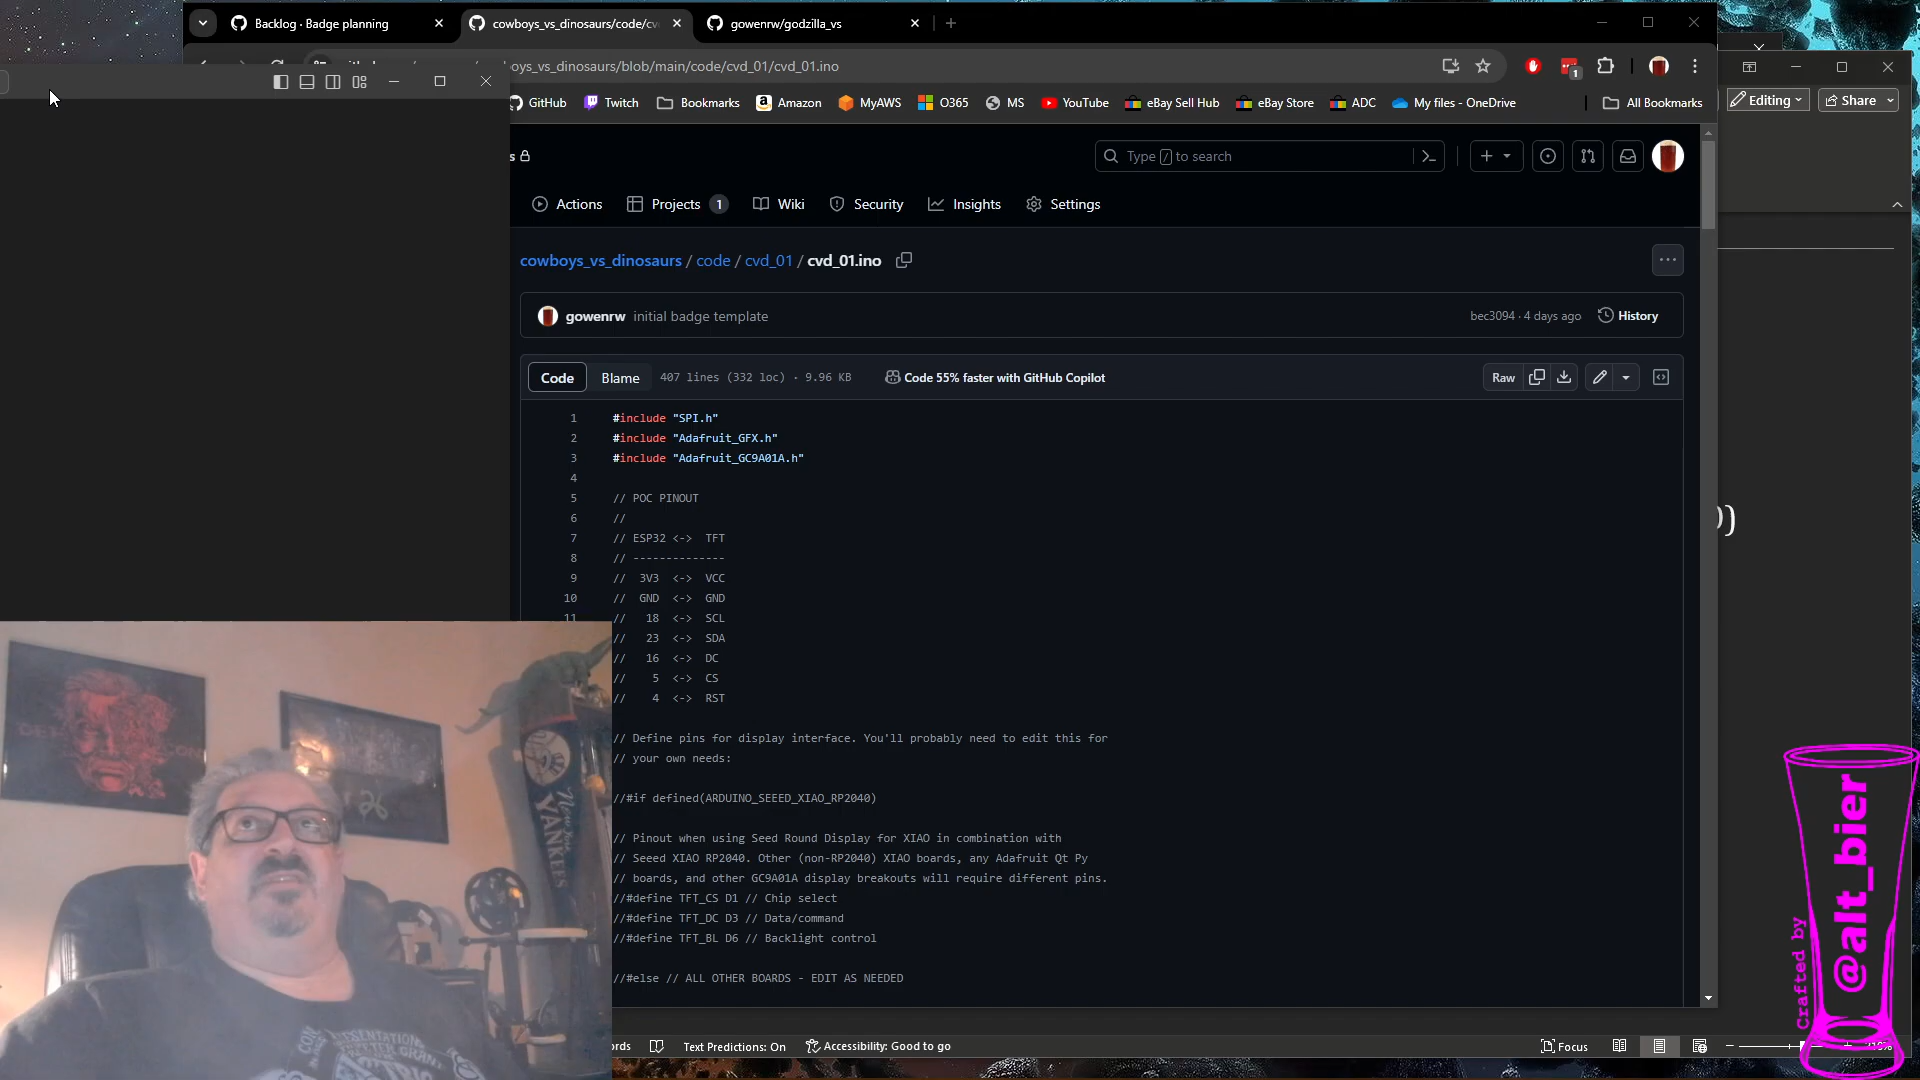 Backlog · Badge planning
cowboys_vs_dinosaurs/code/cv
gowenrw/godzilla_vs
oys_vs_dinosaurs/blob/main/code/cvd_01/cvd_01.ino
1
GitHub
Twitch
Bookmarks
Amazon
MyAWS
O365
MS
YouTube
eBay Sell Hub
eBay Store
ADC
My files - OneDrive
All Bookmarks
Editing
Share
s
Type / to search
Actions
Projects 1
Wiki
Security
Insights
Settings
cowboys_vs_dinosaurs / code / cvd_01 / cvd_01.ino
gowenrw initial badge template
bec3094 · 4 days ago
History
Code
Blame
407 lines (332 loc) · 9.96 KB
Code 55% faster with GitHub Copilot
Raw
1 #include "SPI.h"
2 #include "Adafruit_GFX.h"
3 #include "Adafruit_GC9A01A.h"
4
5 // POC PINOUT
6 //
7 // ESP32 <-> TFT
8 // --------------
9 // 3V3 <-> VCC
10 // GND <-> GND
11 // 18 <-> SCL
// 23 <-> SDA
// 16 <-> DC
// 5 <-> CS
// 4 <-> RST
// Define pins for display interface. You'll probably need to edit this for
// your own needs:
//#if defined(ARDUINO_SEEED_XIAO_RP2040)
// Pinout when using Seed Round Display for XIAO in combination with
// Seeed XIAO RP2040. Other (non-RP2040) XIAO boards, any Adafruit Qt Py
// boards, and other GC9A01A display breakouts will require different pins.
//#define TFT_CS D1 // Chip select
//#define TFT_DC D3 // Data/command
//#define TFT_BL D6 // Backlight control
//#else // ALL OTHER BOARDS - EDIT AS NEEDED
))
YANKEES
Crafted by
@alt_bier
rds
Text Predictions: On
Accessibility: Good to go
Focus